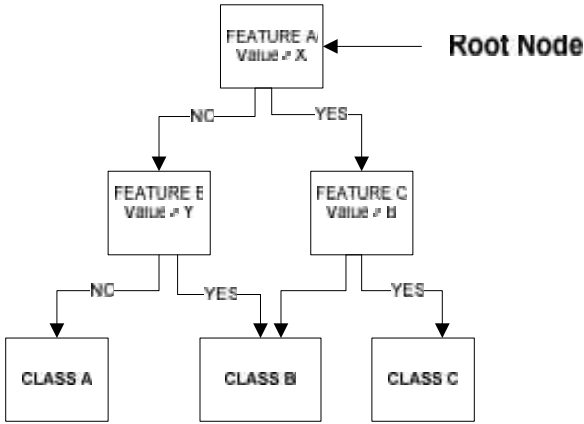 FEATURE A
Value = X
Root Node
NO
YES
FEATURE B
Value = Y
FEATURE C
Value =
NO
YES
YES
CLASS A
CLASS B
CLASS C